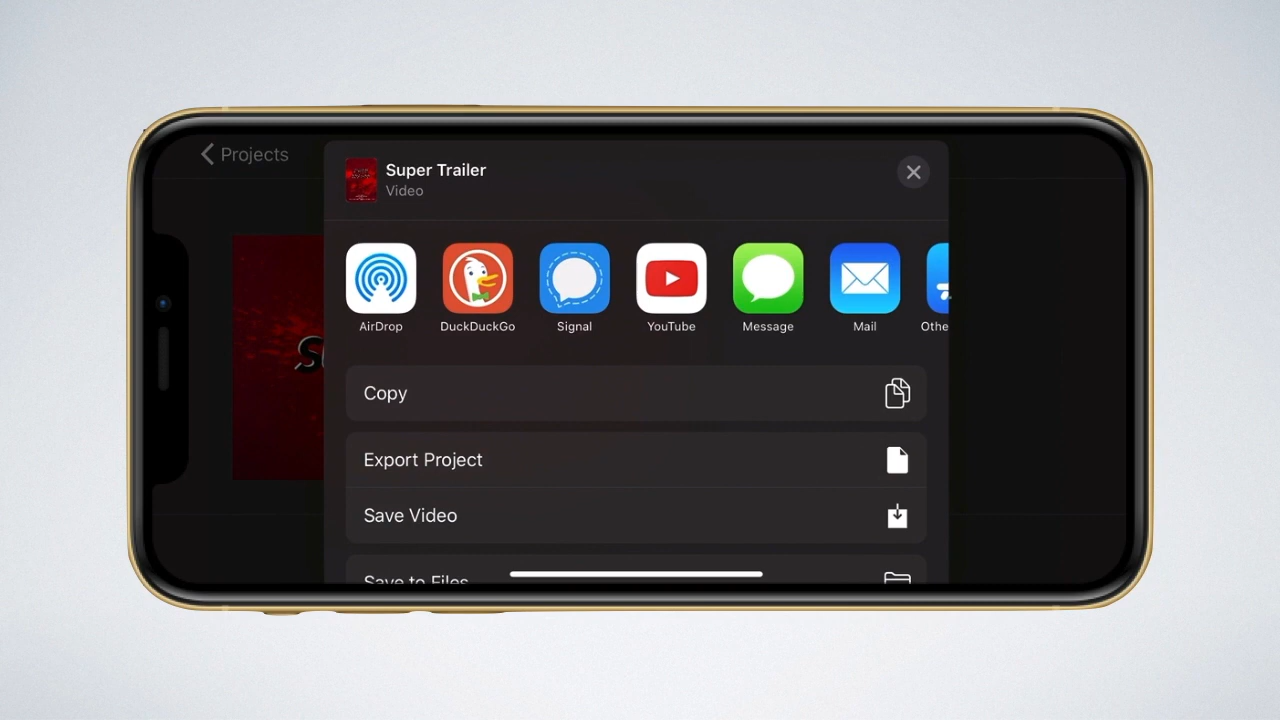 Projects
Super Trailer
Video
AirDrop
DuckDuckGo
Signal
YouTube
Message
Mail
Othe
Copy
Export Project
Save Video
Save to Files